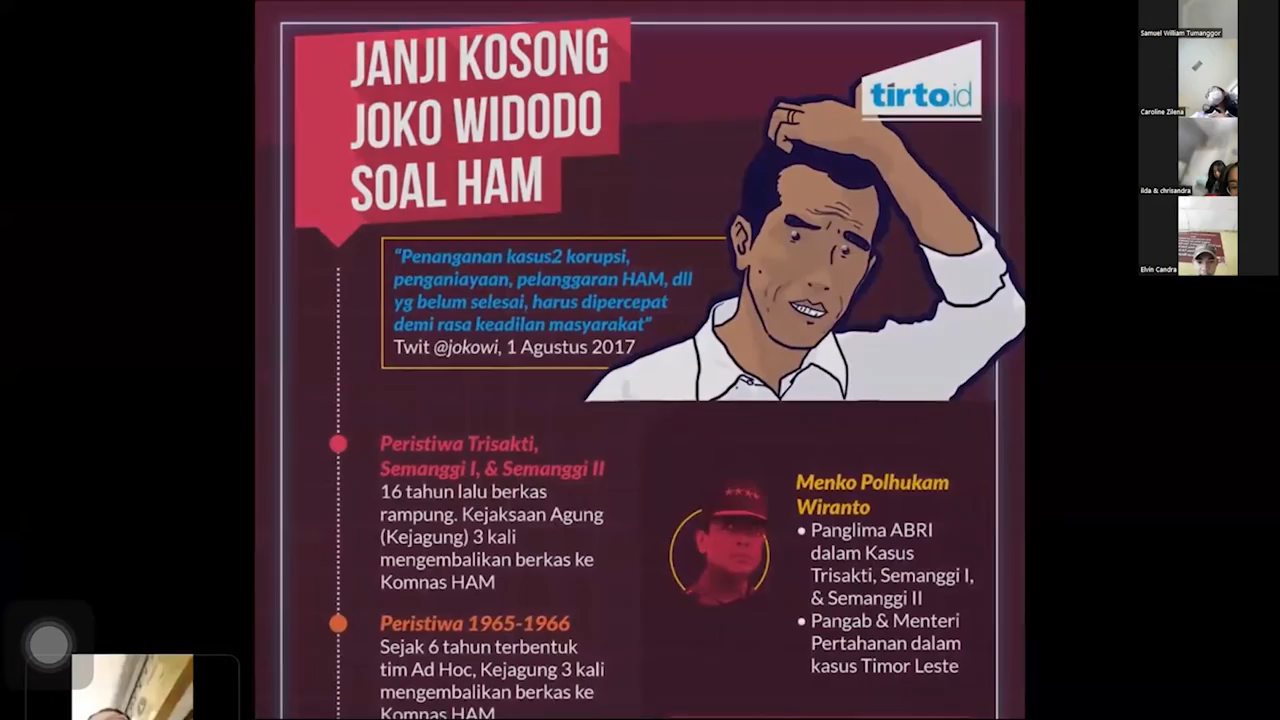 JANJI KOSONG
JOKO WIDODO
SOAL HAM
tirto.id
“Penanganan kasus2 korupsi,
penganiayaan, pelanggaran HAM, dll
yg belum selesai, harus dipercepat
demi rasa keadilan masyarakat”
Twit @jokowi, 1 Agustus 2017
Peristiwa Trisakti,
Semanggi I, & Semanggi II
16 tahun lalu berkas
rampung. Kejaksaan Agung
(Kejagung) 3 kali
mengembalikan berkas ke
Komnas HAM
Peristiwa 1965-1966
Sejak 6 tahun terbentuk
tim Ad Hoc, Kejagung 3 kali
mengembalikan berkas ke
Komnas HAM
Menko Polhukam
Wiranto
• Panglima ABRI
dalam Kasus
Trisakti, Semanggi I,
& Semanggi II
• Pangab & Menteri
Pertahanan dalam
kasus Timor Leste
Samuel William Tumanggor
Caroline Zilena
ilda & chrisandra
Elvin Candra